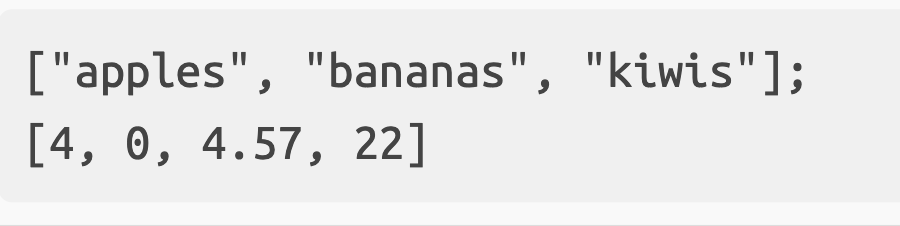 ["apples", "bananas", "kiwis"];
[4, 0, 4.57, 22]